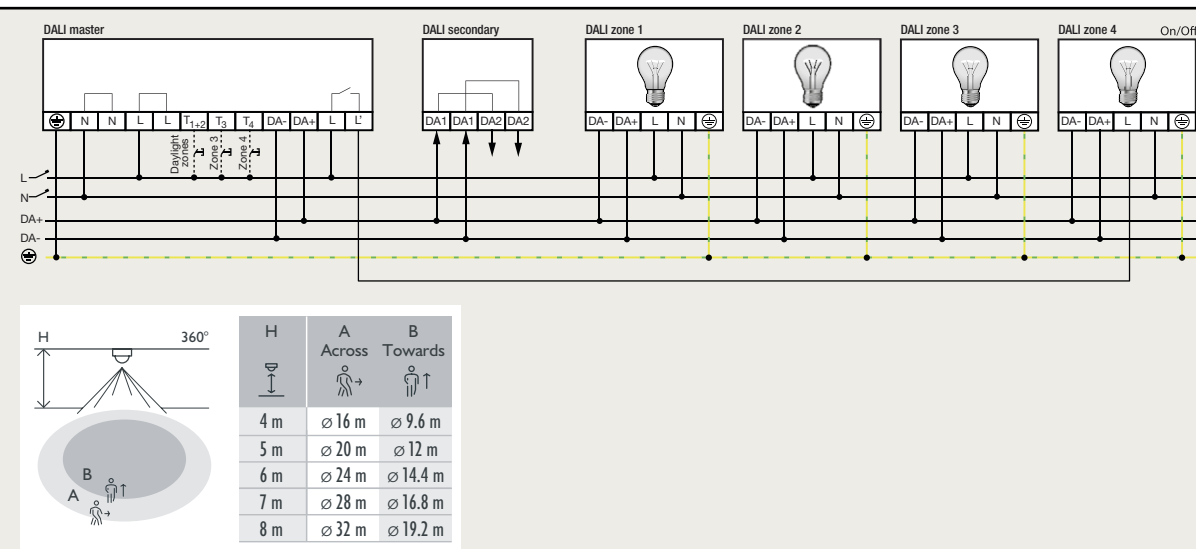 DALI master
DALI secondary
DALI zone 1
DALI zone 2
DALI zone 3
DALI zone 4
On/Off
N N L L T1+2 T3 T4 DA- DA+ L L'
DA1 DA1 DA2 DA2
DA- DA+ L N
DA- DA+ L N
DA- DA+ L N
DA- DA+ L N
Daylight
zones
Zone 3
Zone 4
L
N
DA+
DA-
H 360°
B
A
H A B
Across Towards
4 m ⌀ 16 m ⌀ 9.6 m
5 m ⌀ 20 m ⌀ 12 m
6 m ⌀ 24 m ⌀ 14.4 m
7 m ⌀ 28 m ⌀ 16.8 m
8 m ⌀ 32 m ⌀ 19.2 m